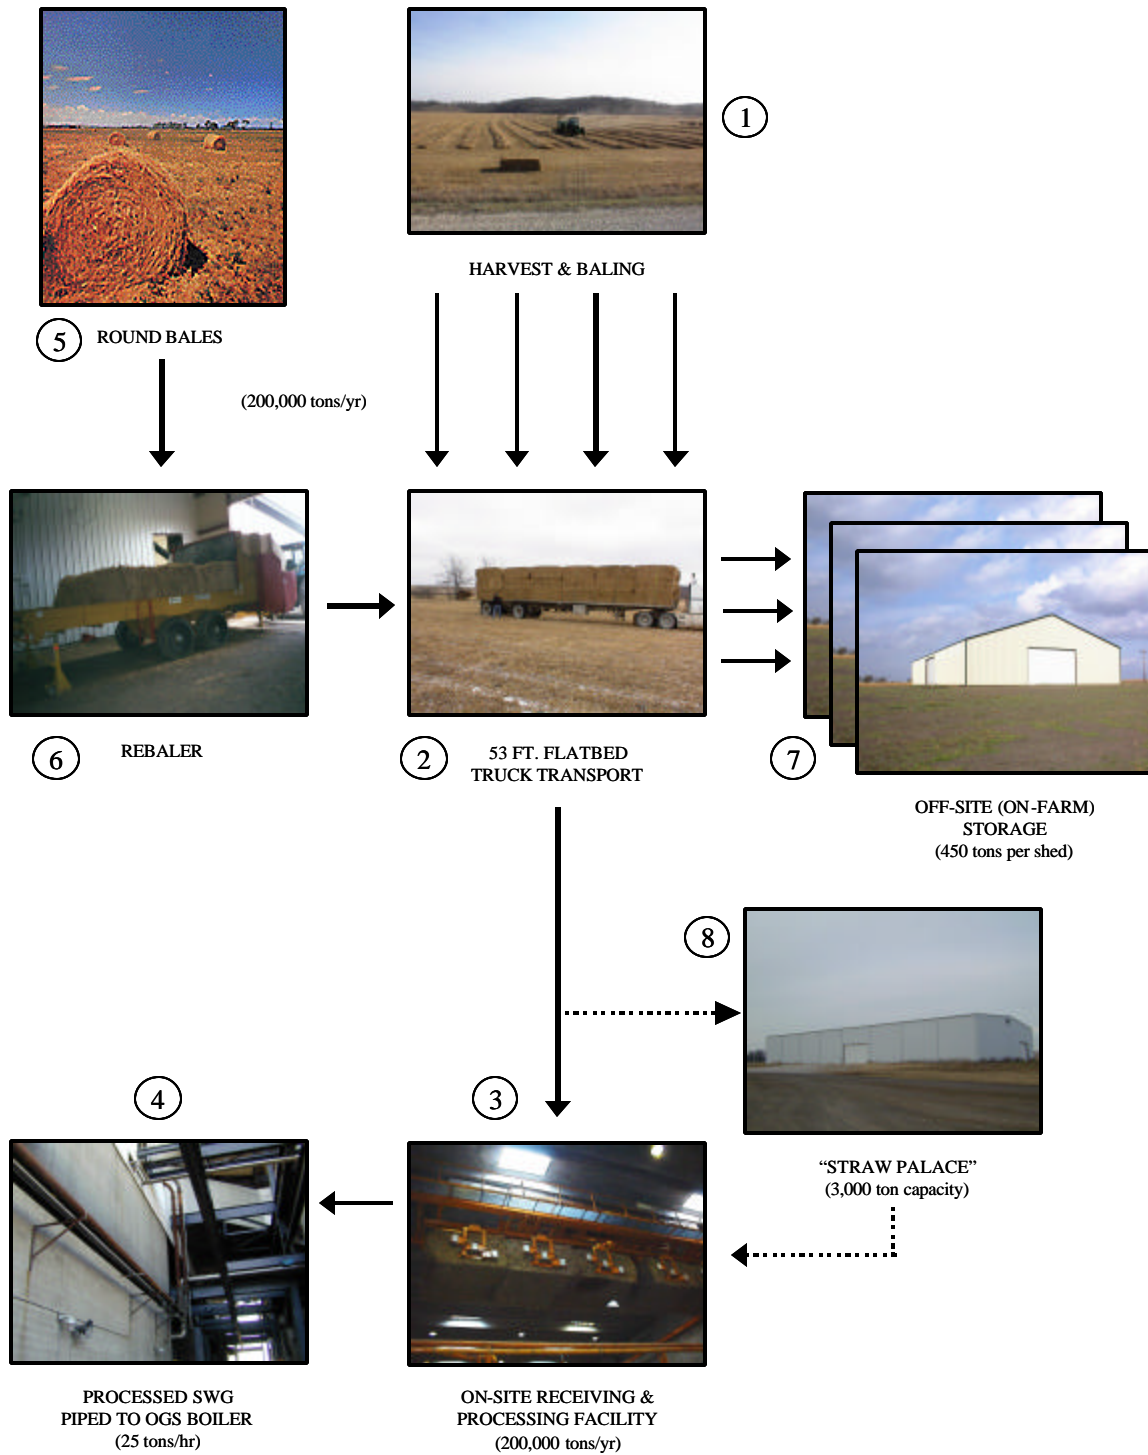 1
HARVEST & BALING
5
ROUND BALES
(200,000 tons/yr)
6
REBALER
2
53 FT. FLATBED
TRUCK TRANSPORT
7
OFF-SITE (ON-FARM)
STORAGE
(450 tons per shed)
8
“STRAW PALACE”
(3,000 ton capacity)
4
3
PROCESSED SWG
PIPED TO OGS BOILER
(25 tons/hr)
ON-SITE RECEIVING &
PROCESSING FACILITY
(200,000 tons/yr)